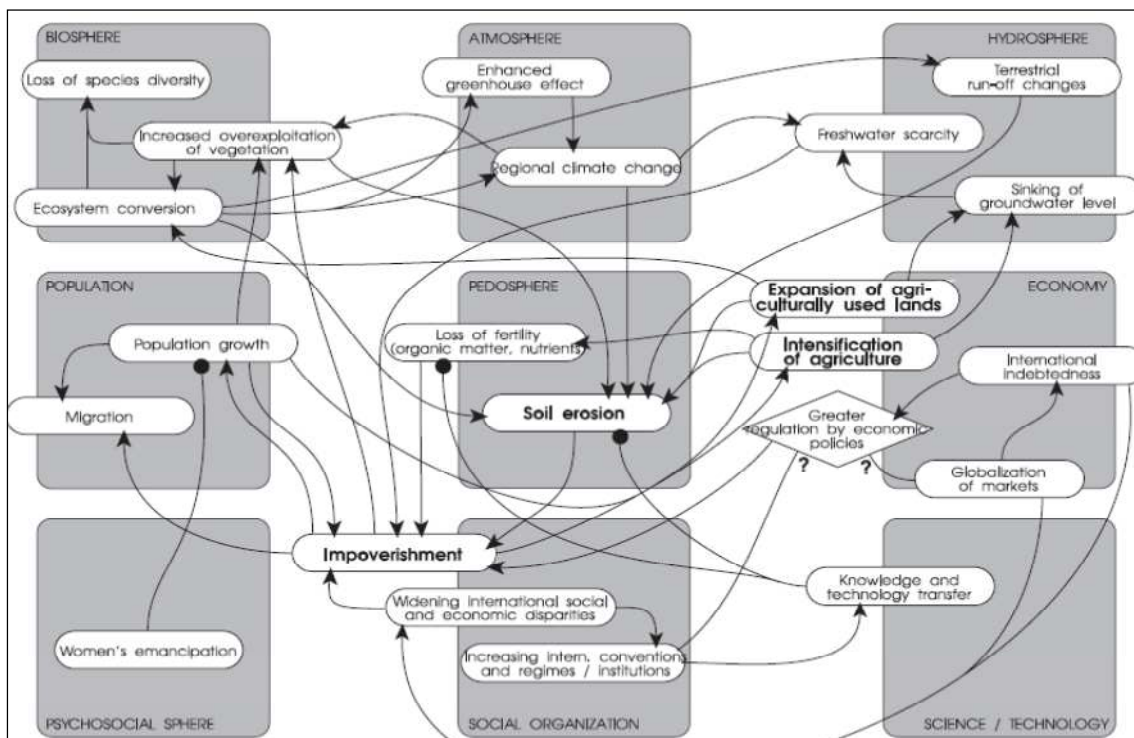 BIOSPHERE
Loss of species diversity
Increased overexploitation
of vegetation
Ecosystem conversion
ATMOSPHERE
Enhanced
greenhouse effect
Regional climate change
HYDROSPHERE
Terrestrial
run-off changes
Freshwater scarcity
Sinking of
groundwater level
POPULATION
Population growth
Migration
PEDOSPHERE
Loss of fertility
(organic matter, nutrients)
Soil erosion
Expansion of agri-
culturally used lands
Intensification
of agriculture
ECONOMY
International
indebtedness
Greater
regulation by economic
policies
?
?
Globalization
of markets
Impoverishment
Women's emancipation
PSYCHOSOCIAL SPHERE
Widening international social
and economic disparities
Increasing intern. conventions
and regimes / institutions
SOCIAL ORGANIZATION
Knowledge and
technology transfer
SCIENCE / TECHNOLOGY